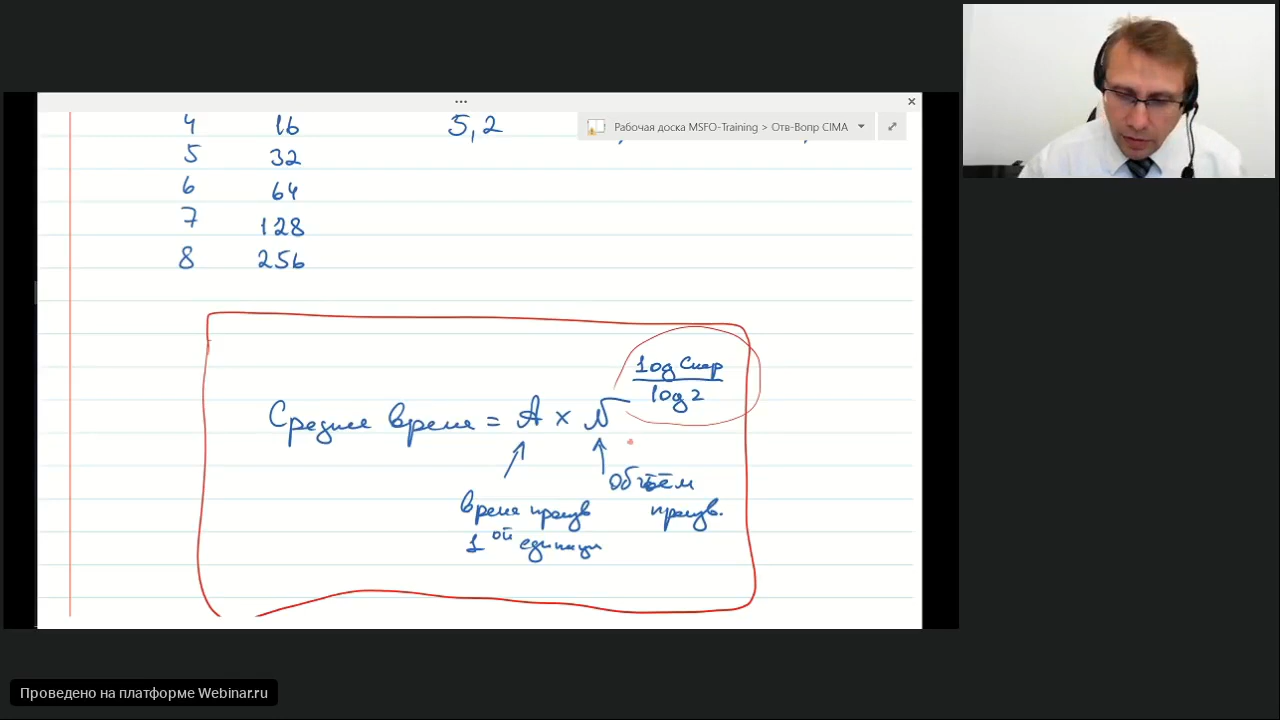 ...
Рабочая доска MSFO-Training > Отв-Вопр CIMA
4 16 5,2
5 32
6 64
7 128
8 256
Среднее время = A x N log Скор / log 2
время произв
1 ой единицы
Объём
произв.
Проведено на платформе Webinar.ru